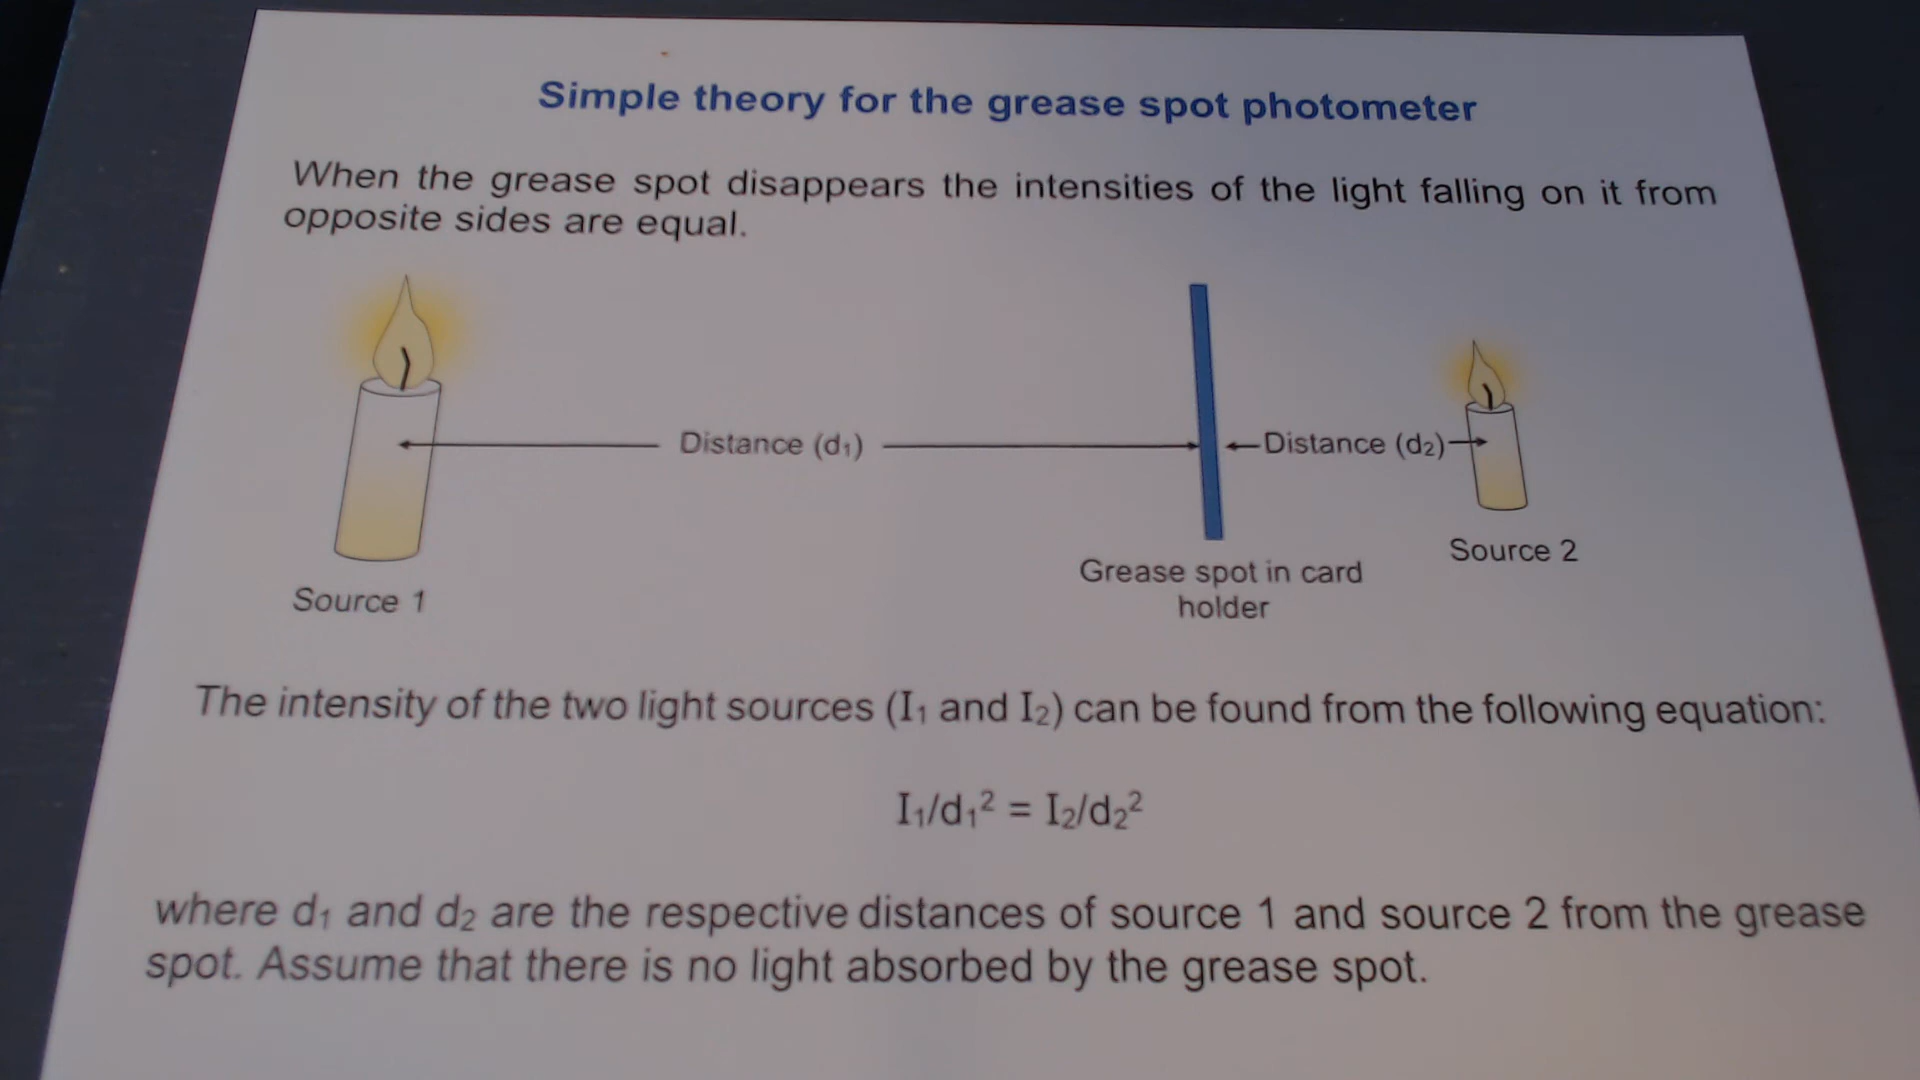 Simple theory for the grease spot photometer
When the grease spot disappears the intensities of the light falling on it from
opposite sides are equal.
Distance (d₁)
Distance (d₂)
Source 1
Grease spot in card
holder
Source 2
The intensity of the two light sources (I₁ and I₂) can be found from the following equation:
I₁/d₁² = I₂/d₂²
where d₁ and d₂ are the respective distances of source 1 and source 2 from the grease
spot. Assume that there is no light absorbed by the grease spot.